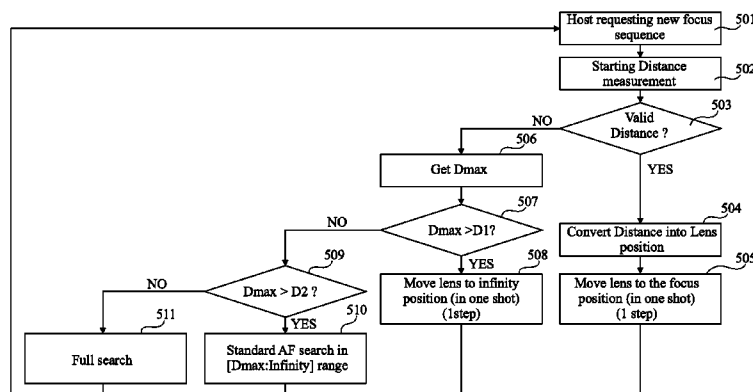 Host requesting new focus
sequence
501
Starting Distance
measurement
502
Valid
Distance ?
503
NO
YES
506
Get Dmax
507
Dmax >D1?
NO
YES
504
Convert Distance into Lens
position
505
Move lens to the focus
position (in one shot)
(1 step)
508
Move lens to infinity
position (in one shot)
(1step)
509
Dmax > D2 ?
NO
YES
511
Full search
510
Standard AF search in
[Dmax:Infinity] range